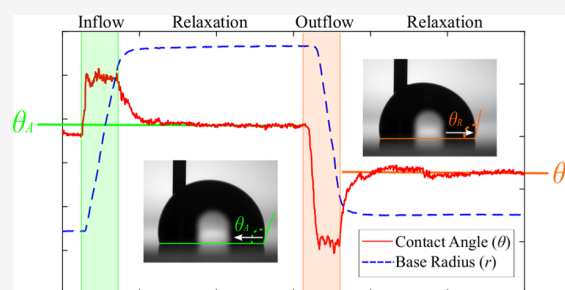 Inflow Relaxation Outflow Relaxation
θA
θR
θA
θ
Contact Angle (θ)
Base Radius (r)